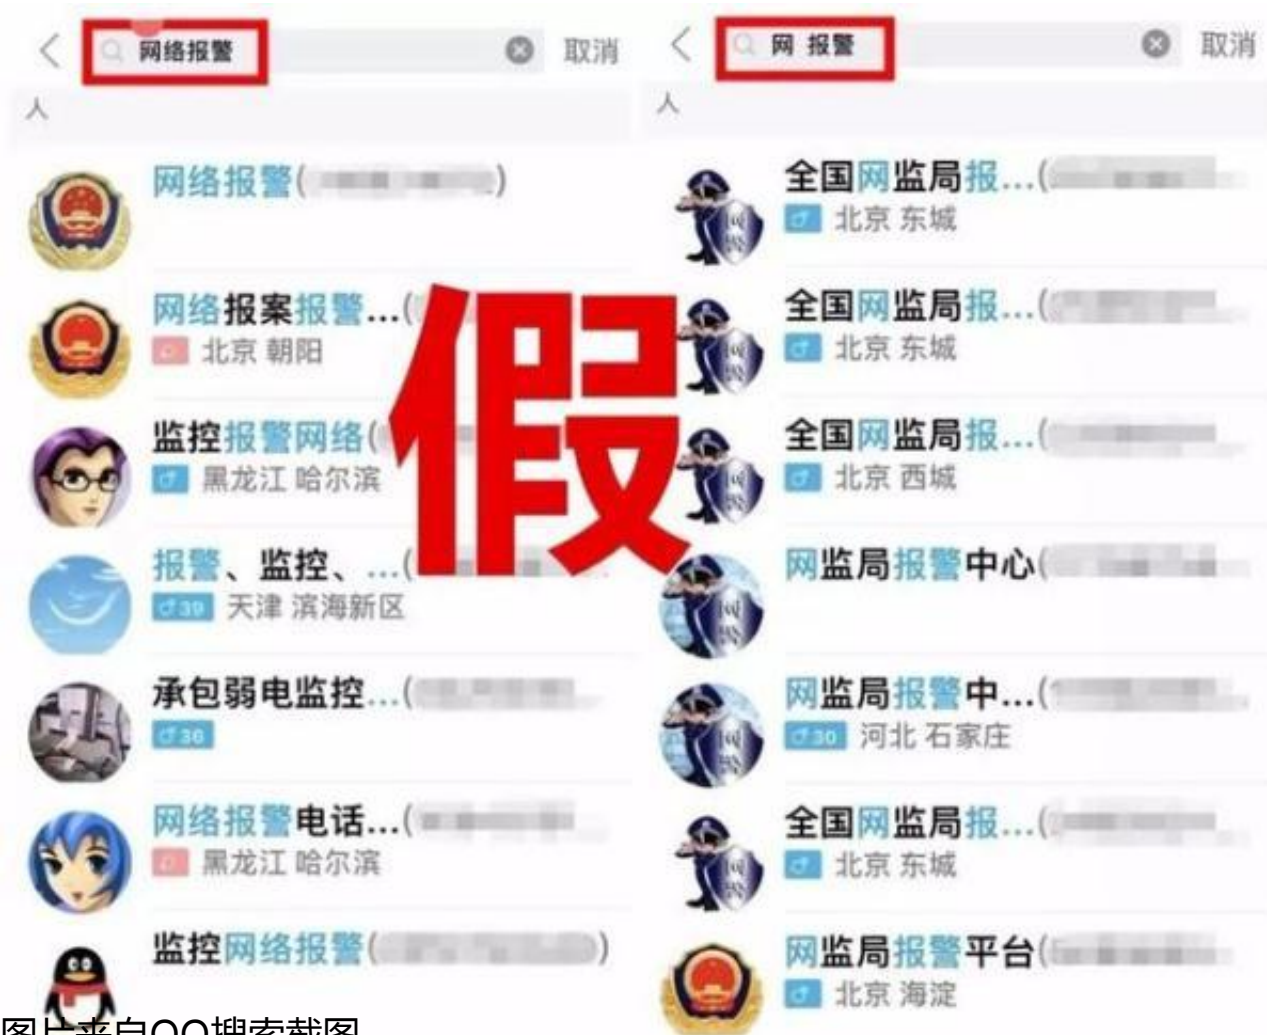 网络报警
取消
人
网络报警(
)
网络报案报警...(
北京 朝阳
监控报警网络(
黑龙江 哈尔滨
报警、监控、...(
39
天津 滨海新区
承包弱电监控...(
36
网络报警电话...(
黑龙江 哈尔滨
监控网络报警(
)
图片来自QQ搜索截图
假
网 报警
取消
人
全国网监局报...(
北京 东城
全国网监局报...(
北京 东城
全国网监局报...(
北京 西城
网监局报警中心(
网监局报警中...(
30
河北 石家庄
全国网监局报...(
北京 东城
网监局报警平台(
北京 海淀